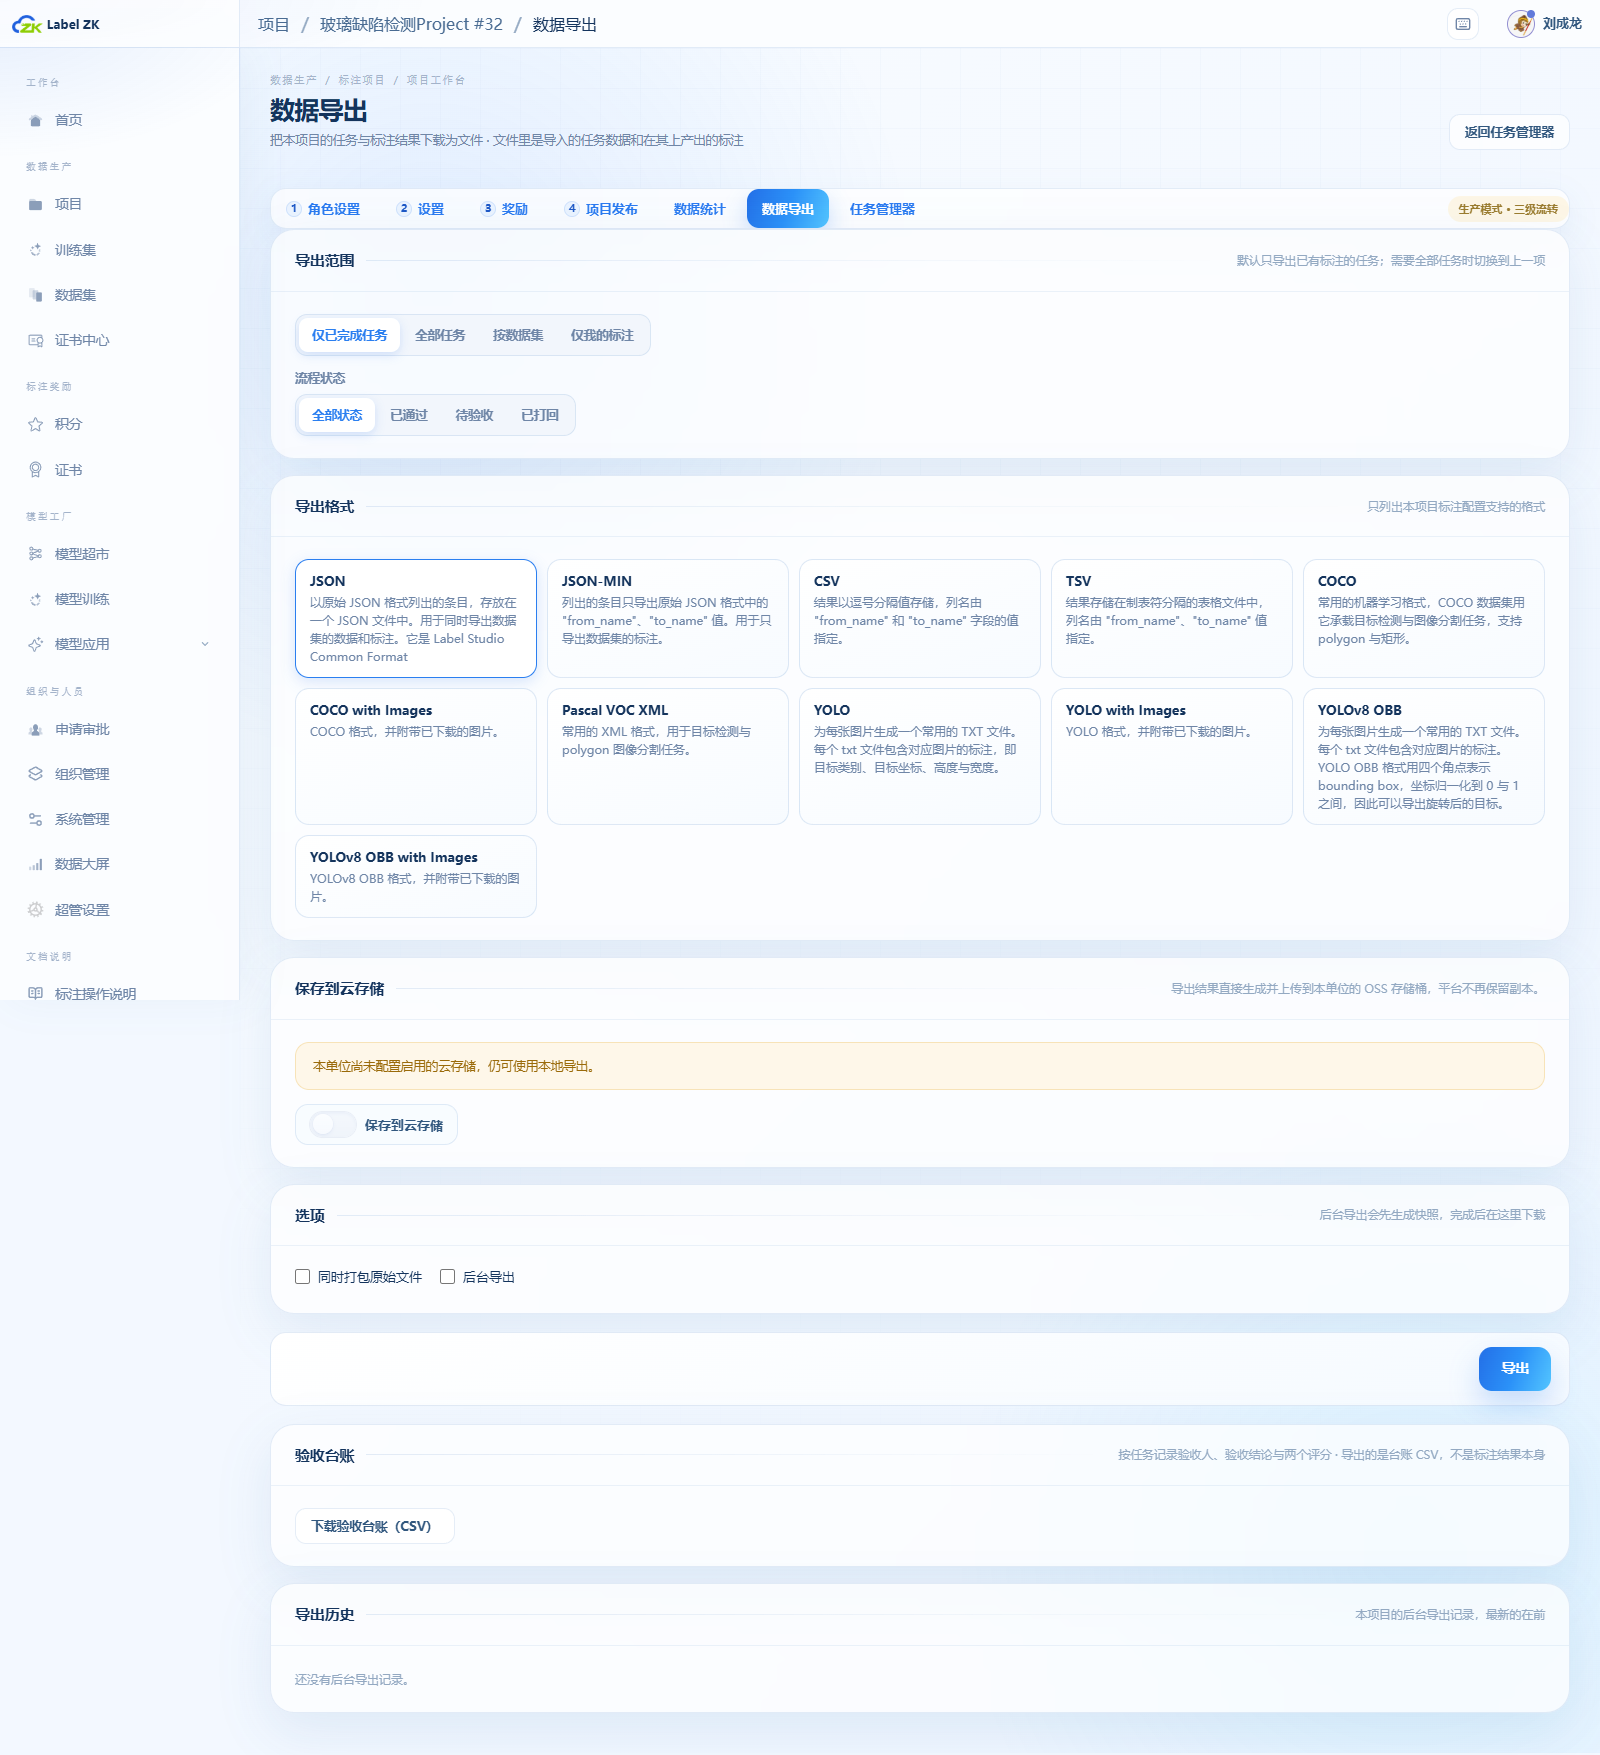 Label ZK
项目 / 玻璃缺陷检测Project #32 / 数据导出
刘成龙
工作台
首页
数据生产
项目
训练集
数据集
证书中心
标注奖励
积分
证书
模型工厂
模型超市
模型训练
模型应用
组织与人员
申请审批
组织管理
系统管理
数据大屏
超管设置
文档说明
标注操作说明
数据生产 / 标注项目 / 项目工作台
数据导出
把本项目的任务与标注结果下载为文件 · 文件里是导入的任务数据和在其上产出的标注
返回任务管理器
1 角色设置
2 设置
3 奖励
4 项目发布
数据统计
数据导出
任务管理器
生产模式 • 三级流转
导出范围
默认只导出已有标注的任务；需要全部任务时切换到上一项
仅已完成任务
全部任务
按数据集
仅我的标注
流程状态
全部状态
已通过
待验收
已打回
导出格式
只列出本项目标注配置支持的格式
JSON
以原始 JSON 格式列出的条目，存放在
一个 JSON 文件中。用于同时导出数据
集的数据和标注。它是 Label Studio
Common Format
JSON-MIN
列出的条目只导出原始 JSON 格式中的
"from_name"、"to_name" 值。用于只
导出数据集的标注。
CSV
结果以逗号分隔值存储，列名由
"from_name" 和 "to_name" 字段的值
指定。
TSV
结果存储在制表符分隔的表格文件中，
列名由 "from_name"、"to_name" 值
指定。
COCO
常用的机器学习格式，COCO 数据集用
它承载目标检测与图像分割任务，支持
polygon 与矩形。
COCO with Images
COCO 格式，并附带已下载的图片。
Pascal VOC XML
常用的 XML 格式，用于目标检测与
polygon 图像分割任务。
YOLO
为每张图片生成一个常用的 TXT 文件。
每个 txt 文件包含对应图片的标注，即
目标类别、目标坐标、高度与宽度。
YOLO with Images
YOLO 格式，并附带已下载的图片。
YOLOv8 OBB
为每张图片生成一个常用的 TXT 文件。
每个 txt 文件包含对应图片的标注。
YOLO OBB 格式用四个角点表示
bounding box，坐标归一化到 0 与 1
之间，因此可以导出旋转后的目标。
YOLOv8 OBB with Images
YOLOv8 OBB 格式，并附带已下载的图
片。
保存到云存储
导出结果直接生成并上传到本单位的 OSS 存储桶，平台不再保留副本。
本单位尚未配置启用的云存储，仍可使用本地导出。
保存到云存储
选项
后台导出会先生成快照，完成后在这里下载
同时打包原始文件
后台导出
导出
验收台账
按任务记录验收人、验收结论与两个评分 · 导出的是台账 CSV，不是标注结果本身
下载验收台账（CSV）
导出历史
本项目的后台导出记录，最新的在前
还没有后台导出记录。